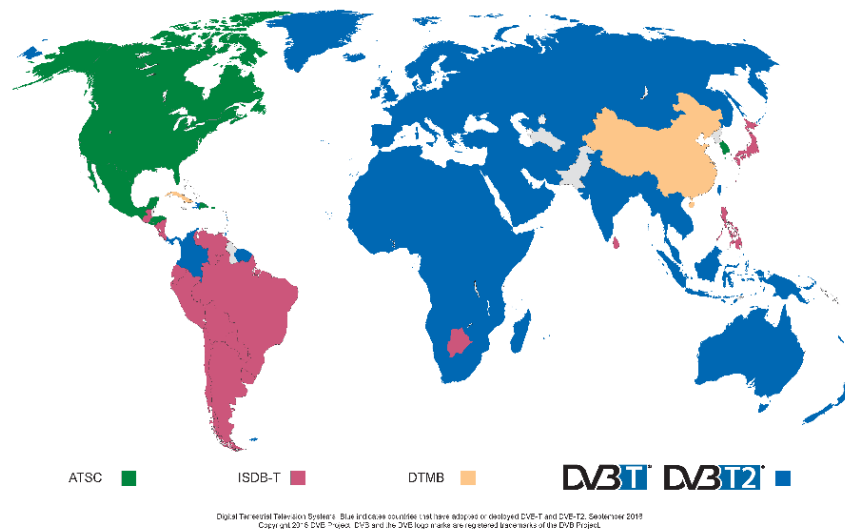 ATSC ISDB-T DTMB DVB T DVB T2
Digital Terrestrial Television Systems. Blue indicates countries that have adopted or deployed DVB-T and DVB-T2. September 2016
Copyright 2016 DVB Project. DVB and the DVB logo marks are registered trademarks of the DVB Project.